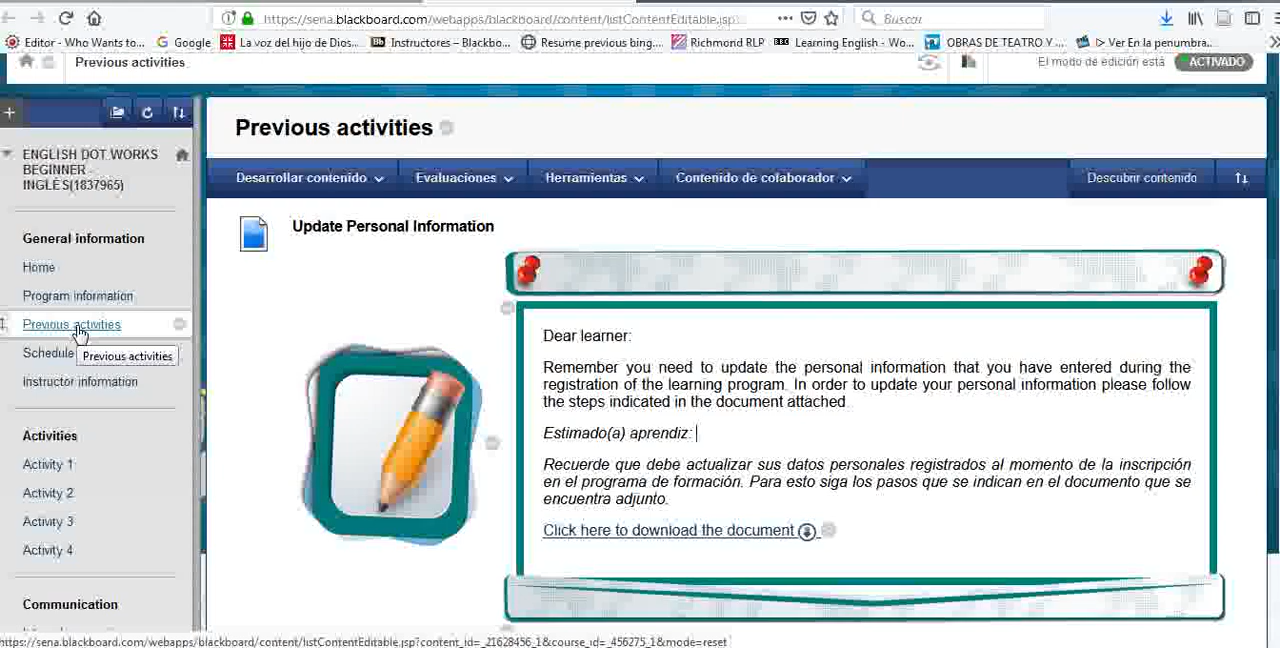 https://sena.blackboard.com/webapps/blackboard/content/listContentEditable.jsp?
Buscar
Editor - Who Wants to...
Google
La voz del hijo de Dios...
Bb Instructores – Blackbo...
Resume previous bing...
Richmond RLP
BBC Learning English - Wo...
OBRAS DE TEATRO Y ...
▷ Ver En la penumbra...
Previous activities
El modo de edición está ACTIVADO
ENGLISH DOT WORKS
BEGINNER -
INGLÉS(1837965)
General information
Home
Program information
Previous activities
Schedule
Previous activities
Instructor information
Activities
Activity 1
Activity 2
Activity 3
Activity 4
Communication
Previous activities
Desarrollar contenido
Evaluaciones
Herramientas
Contenido de colaborador
Descubrir contenido
Update Personal Information
Dear learner:
Remember you need to update the personal information that you have entered during the
registration of the learning program. In order to update your personal information please follow
the steps indicated in the document attached.
Estimado(a) aprendiz:
Recuerde que debe actualizar sus datos personales registrados al momento de la inscripción
en el programa de formación. Para esto siga los pasos que se indican en el documento que se
encuentra adjunto.
Click here to download the document
https://sena.blackboard.com/webapps/blackboard/content/listContentEditable.jsp?content_id=_21628456_1&course_id=_456275_1&mode=reset